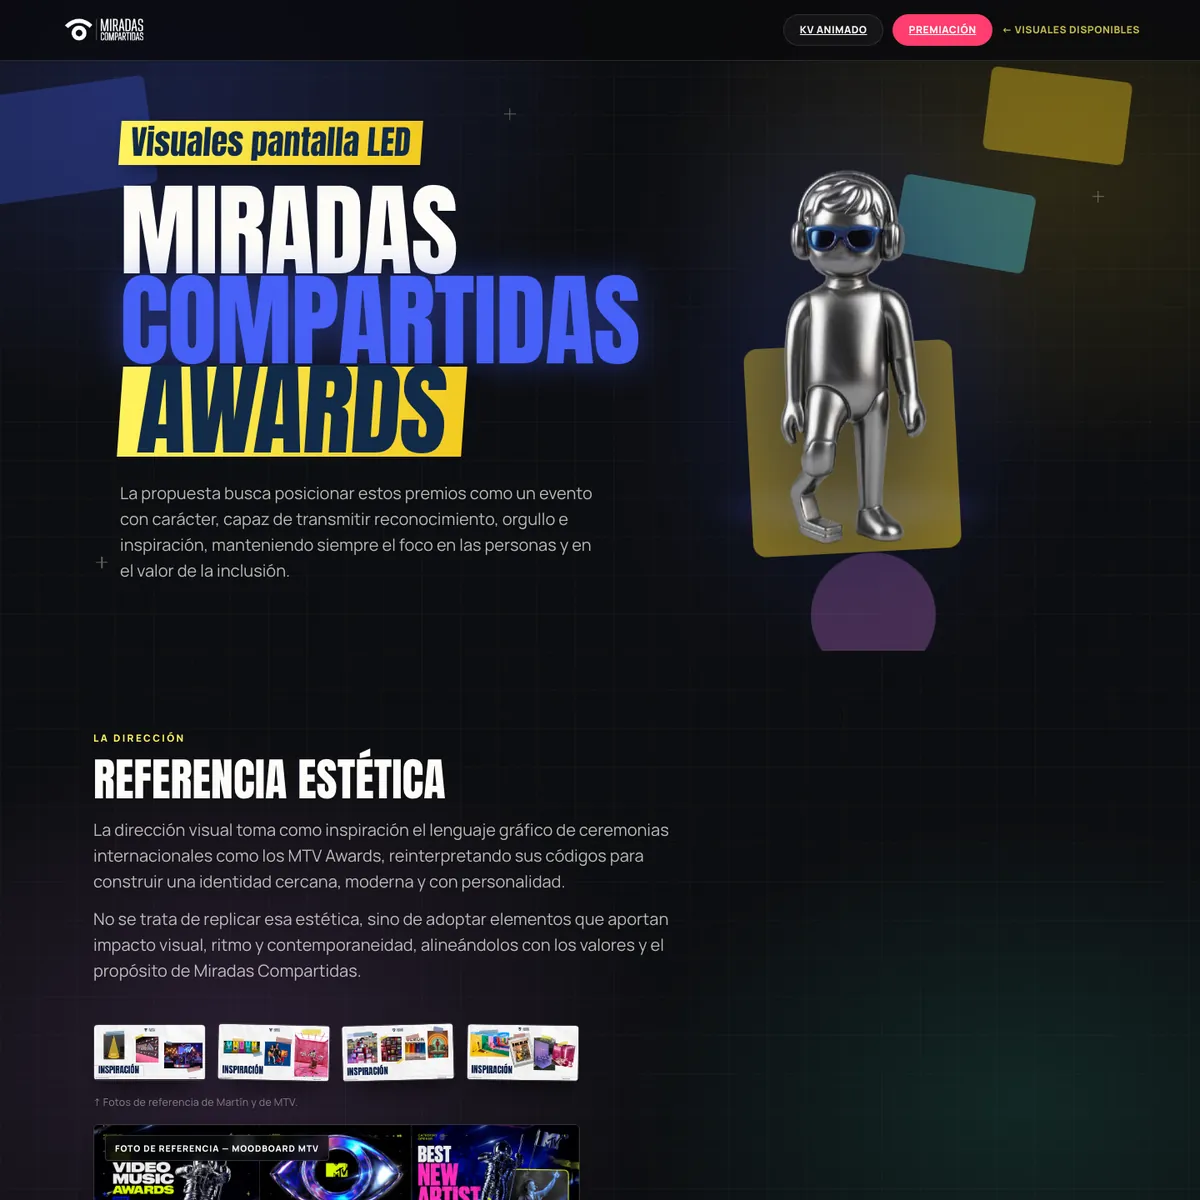 MIRADAS
COMPARTIDAS
KV ANIMADO
PREMIACIÓN
← VISUALES DISPONIBLES
Visuales pantalla LED
MIRADAS
COMPARTIDAS
AWARDS
La propuesta busca posicionar estos premios como un evento
con carácter, capaz de transmitir reconocimiento, orgullo e
inspiración, manteniendo siempre el foco en las personas y en
el valor de la inclusión.
LA DIRECCIÓN
REFERENCIA ESTÉTICA
La dirección visual toma como inspiración el lenguaje gráfico de ceremonias
internacionales como los MTV Awards, reinterpretando sus códigos para
construir una identidad cercana, moderna y con personalidad.
No se trata de replicar esa estética, sino de adoptar elementos que aportan
impacto visual, ritmo y contemporaneidad, alineándolos con los valores y el
propósito de Miradas Compartidas.
INSPIRACIÓN
INSPIRACIÓN
INSPIRACIÓN
INSPIRACIÓN
↑ Fotos de referencia de Martín y de MTV.
FOTO DE REFERENCIA — MOODBOARD MTV
VIDEO
MUSIC
AWARDS
MTV
BEST
NEW
ARTIST